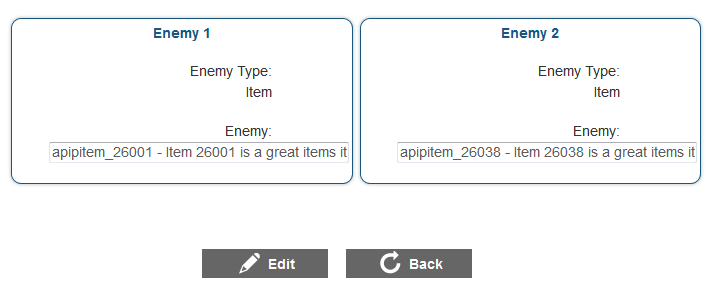 Enemy 1
Enemy Type:
Item
Enemy:
apipitem_26001 - Item 26001 is a great items it
Enemy 2
Enemy Type:
Item
Enemy:
apipitem_26038 - Item 26038 is a great items it
Edit
Back